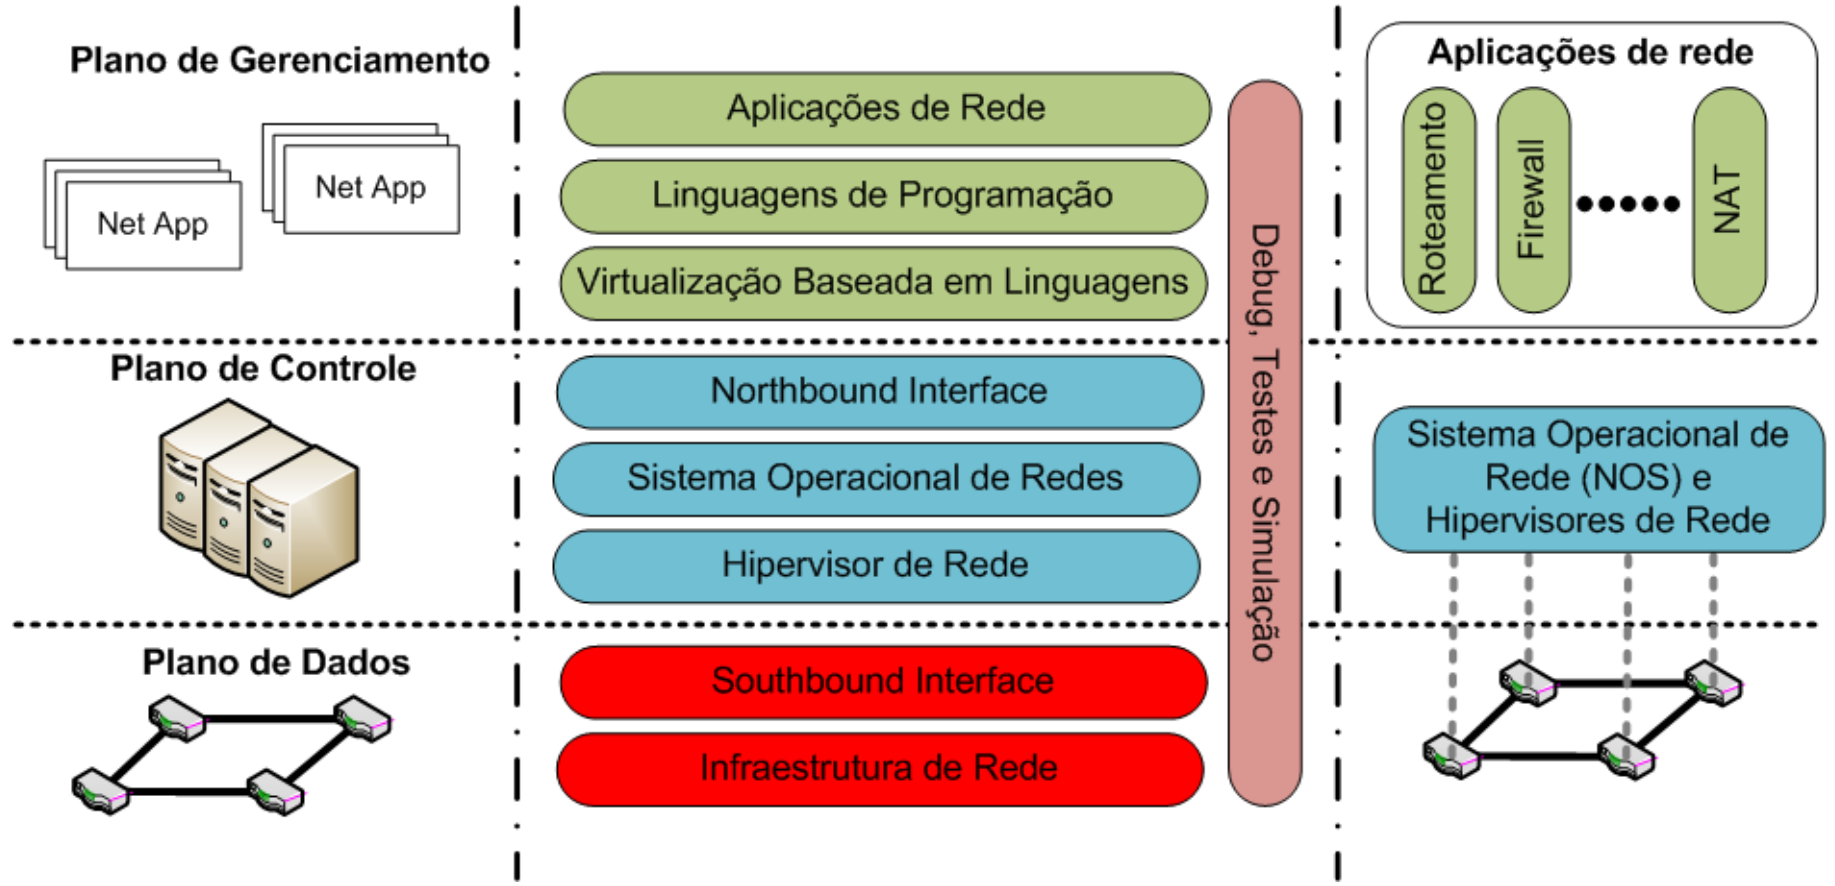 Plano de Gerenciamento
Net App
Net App
Aplicações de Rede
Linguagens de Programação
Virtualização Baseada em Linguagens
Debug, Testes e Simulação
Aplicações de rede
Roteamento
Firewall
NAT
Plano de Controle
Northbound Interface
Sistema Operacional de Redes
Hipervisor de Rede
Sistema Operacional de
Rede (NOS) e
Hipervisores de Rede
Plano de Dados
Southbound Interface
Infraestrutura de Rede